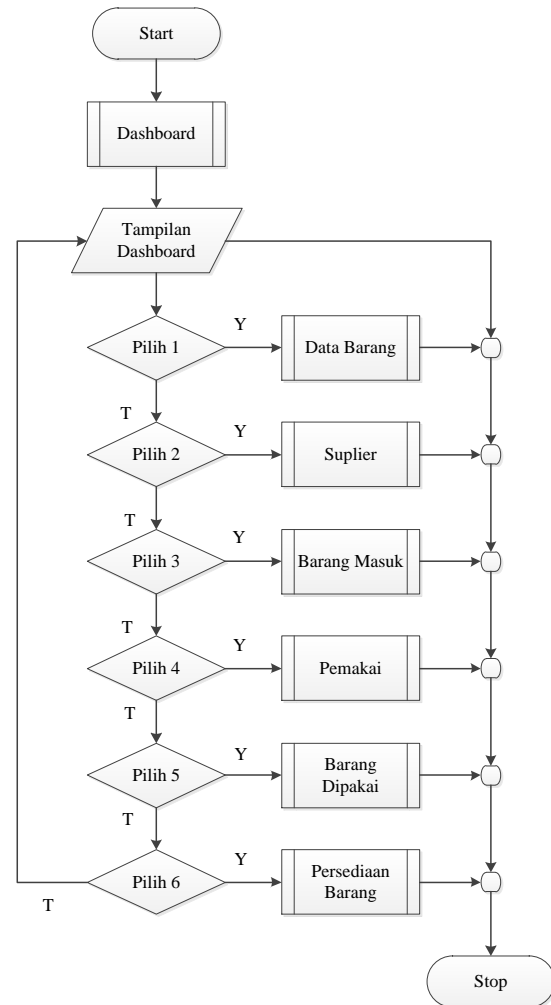 Start
Dashboard
Tampilan
Dashboard
Pilih 1
Y
Data Barang
T
Pilih 2
Y
Suplier
T
Pilih 3
Y
Barang Masuk
T
Pilih 4
Y
Pemakai
T
Pilih 5
Y
Barang
Dipakai
T
Pilih 6
Y
Persediaan
Barang
T
Stop